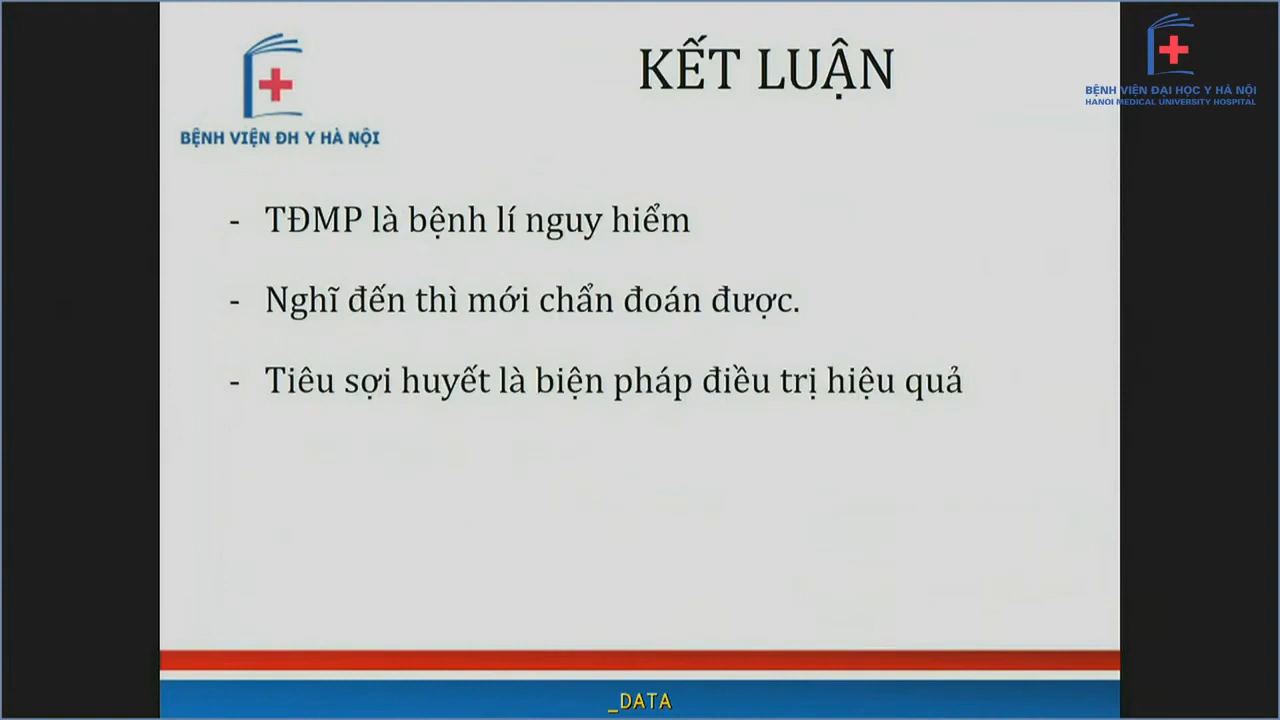 KẾT LUẬN
BỆNH VIỆN ĐH Y HÀ NỘI
BỆNH VIỆN ĐẠI HỌC Y HÀ NỘI
HANOI MEDICAL UNIVERSITY HOSPITAL
- TĐMP là bệnh lí nguy hiểm
- Nghĩ đến thì mới chẩn đoán được.
- Tiêu sợi huyết là biện pháp điều trị hiệu quả
_DATA